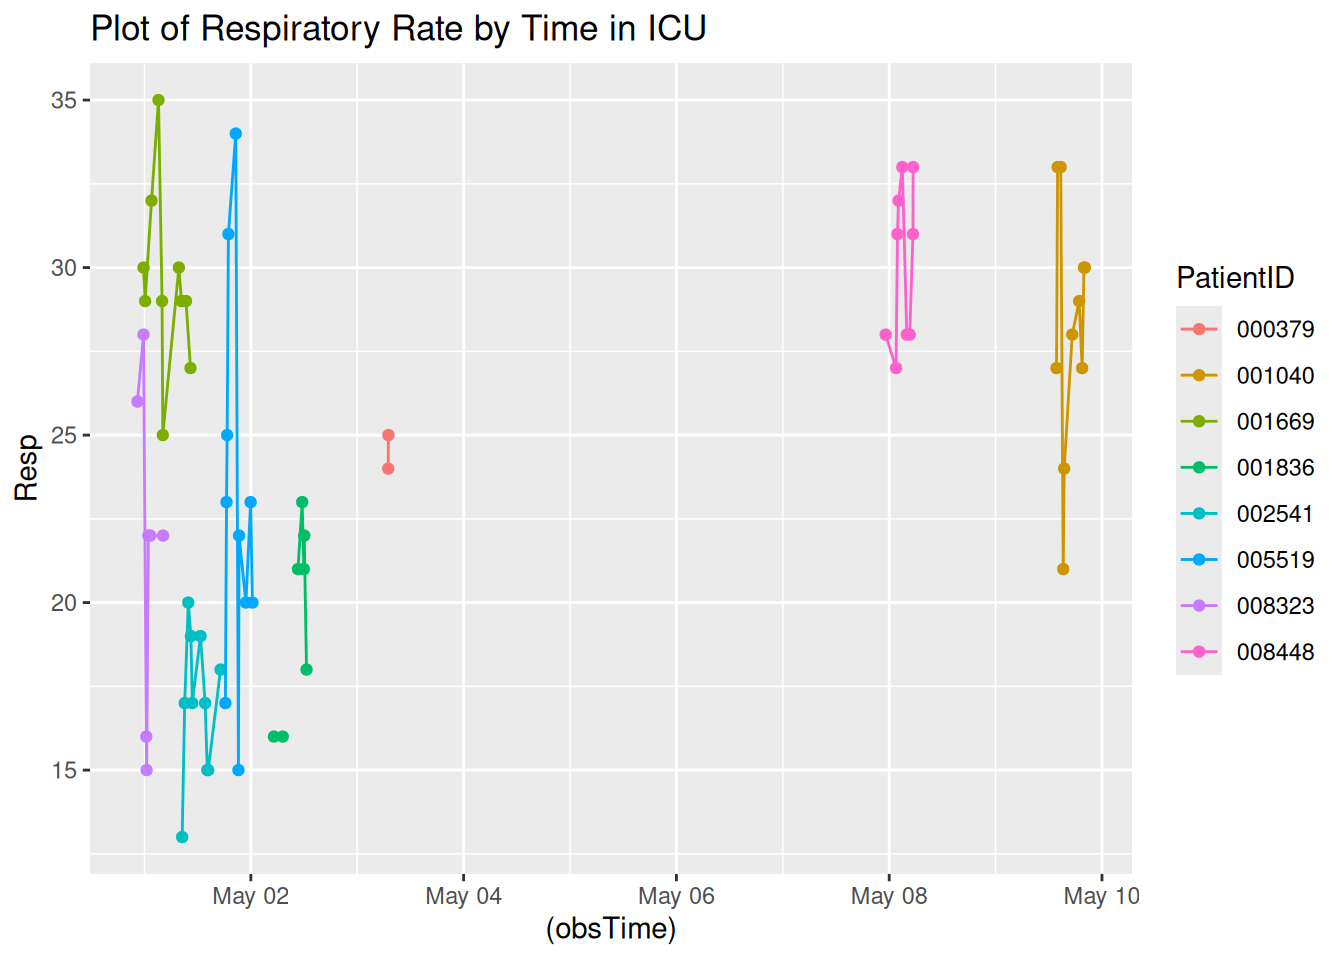 Plot of Respiratory Rate by Time in ICU
35
30
25
20
15
Resp
May 02
May 04
May 06
May 08
May 10
(obsTime)
PatientID
000379
001040
001669
001836
002541
005519
008323
008448